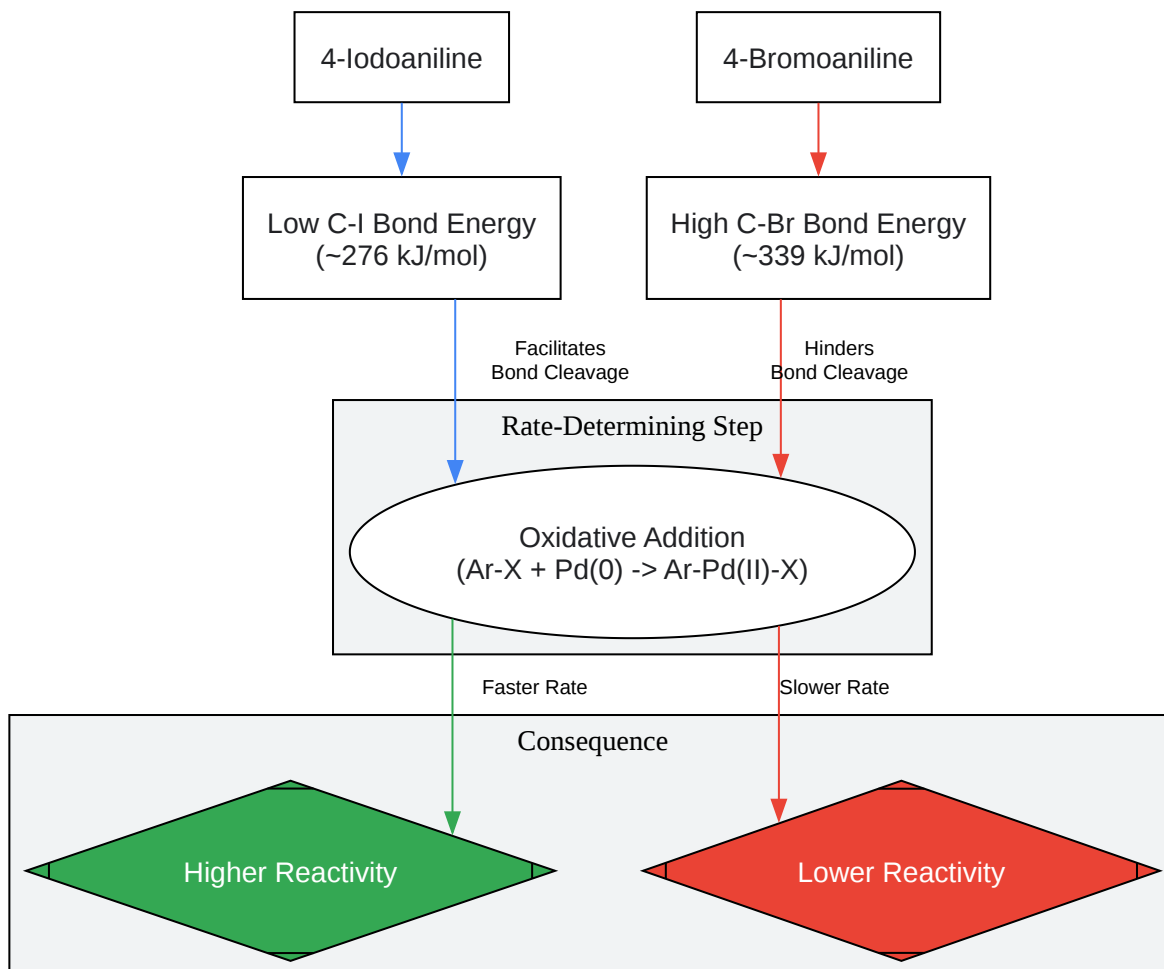 4-Iodoaniline
4-Bromoaniline
Low C-I Bond Energy
(~276 kJ/mol)
High C-Br Bond Energy
(~339 kJ/mol)
Facilitates
Bond Cleavage
Hinders
Bond Cleavage
Rate-Determining Step
Oxidative Addition
(Ar-X + Pd(0) -> Ar-Pd(II)-X)
Faster Rate
Slower Rate
Consequence
Higher Reactivity
Lower Reactivity